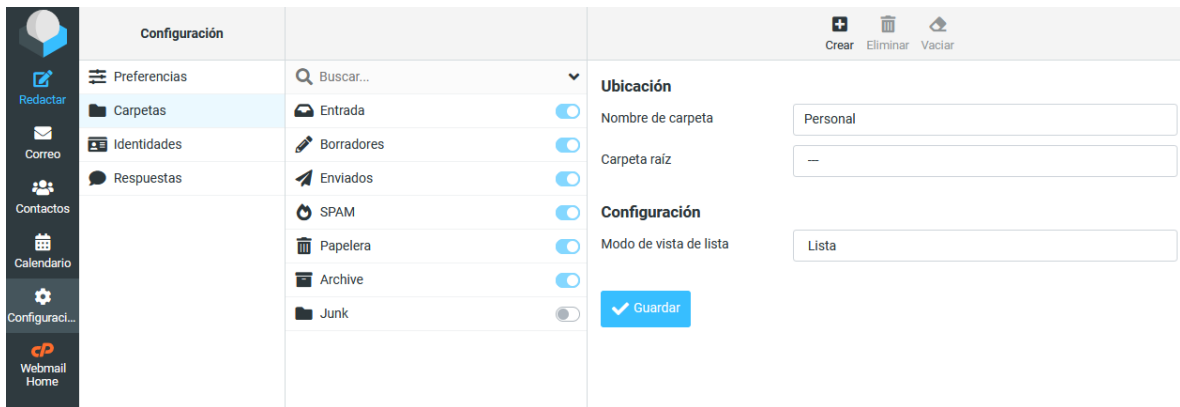 Redactar
Correo
Contactos
Calendario
Configuraci...
cP
Webmail
Home
Configuración
Preferencias
Carpetas
Identidades
Respuestas
Buscar...
Entrada
Borradores
Enviados
SPAM
Papelera
Archive
Junk
Crear Eliminar Vaciar
Ubicación
Nombre de carpeta Personal
Carpeta raíz ---
Configuración
Modo de vista de lista Lista
Guardar